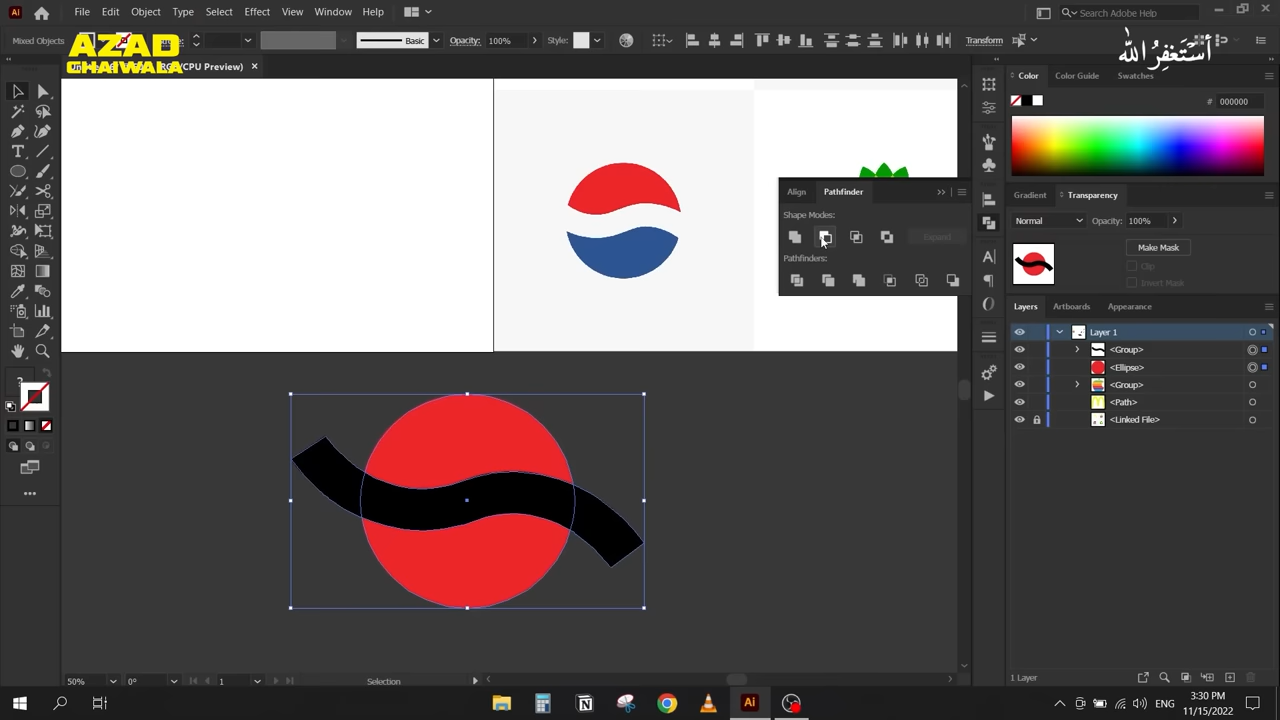 Ai File Edit Object Type Select Effect View Window Help Search Adobe Help
Mixed Objects Basic Opacity: 100% Style: Transform
AZAD
CHAIWALA
أستغفر الله
/CPU Preview) ×
Color Color Guide Swatches
# 000000
Align Pathfinder
Shape Modes:
Expand
Pathfinders:
Gradient Transparency
Normal Opacity: 100%
Make Mask
Clip
Invert Mask
Layers Artboards Appearance
Layer 1
<Group>
<Ellipse>
<Group>
<Path>
<Linked File>
50% 0° 1 Selection
1 Layer
ENG
3:30 PM
11/15/2022